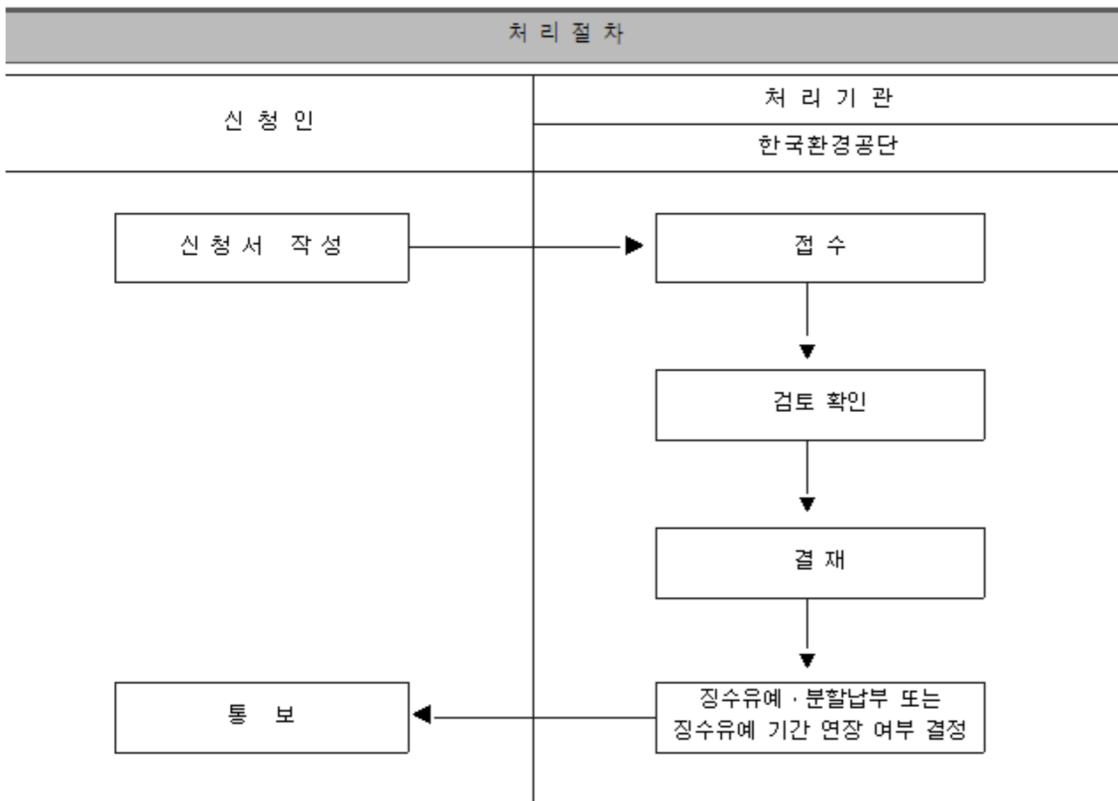 처 리 절 차
신 청 인
처 리 기 관
한국환경공단
신 청 서 작 성
접 수
검토 확인
결 재
통 보
징수유예 · 분할납부 또는
징수유예 기간 연장 여부 결정